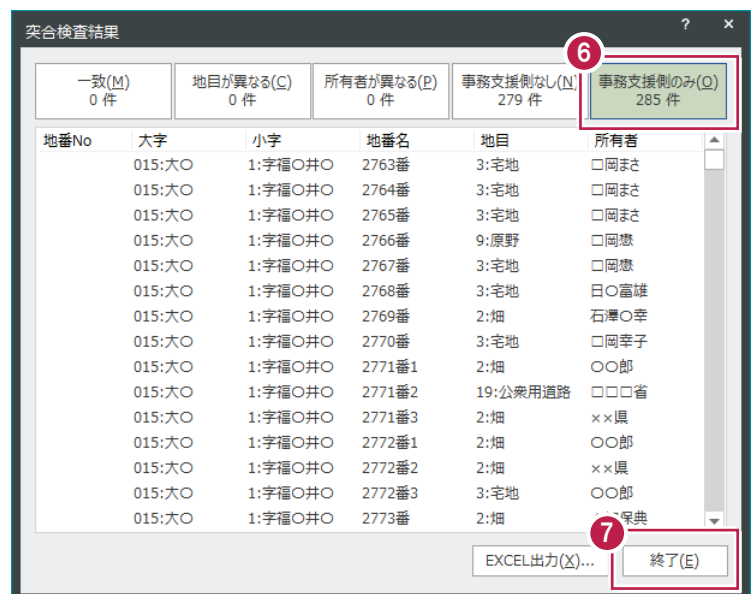 突合検査結果
? ×
6
一致(M) 地目が異なる(C) 所有者が異なる(P) 事務支援側なし(N) 事務支援側のみ(O)
0 件 0 件 0 件 279 件 285 件
地番No 大字 小字 地番名 地目 所有者
015:大○ 1:字福○井○ 2763番 3:宅地 □岡まさ
015:大○ 1:字福○井○ 2764番 3:宅地 □岡まさ
015:大○ 1:字福○井○ 2765番 3:宅地 □岡まさ
015:大○ 1:字福○井○ 2766番 9:原野 □岡懋
015:大○ 1:字福○井○ 2767番 3:宅地 □岡懋
015:大○ 1:字福○井○ 2768番 3:宅地 日○富雄
015:大○ 1:字福○井○ 2769番 2:畑 石澤○幸
015:大○ 1:字福○井○ 2770番 3:宅地 □岡幸子
015:大○ 1:字福○井○ 2771番1 2:畑 ○○郎
015:大○ 1:字福○井○ 2771番2 19:公衆用道路 □□□省
015:大○ 1:字福○井○ 2771番3 2:畑 ××県
015:大○ 1:字福○井○ 2772番1 2:畑 ○○郎
015:大○ 1:字福○井○ 2772番2 2:畑 ××県
015:大○ 1:字福○井○ 2772番3 3:宅地 ○○郎
015:大○ 1:字福○井○ 2773番 2:畑 保典
7
EXCEL出力(X)... 終了(E)